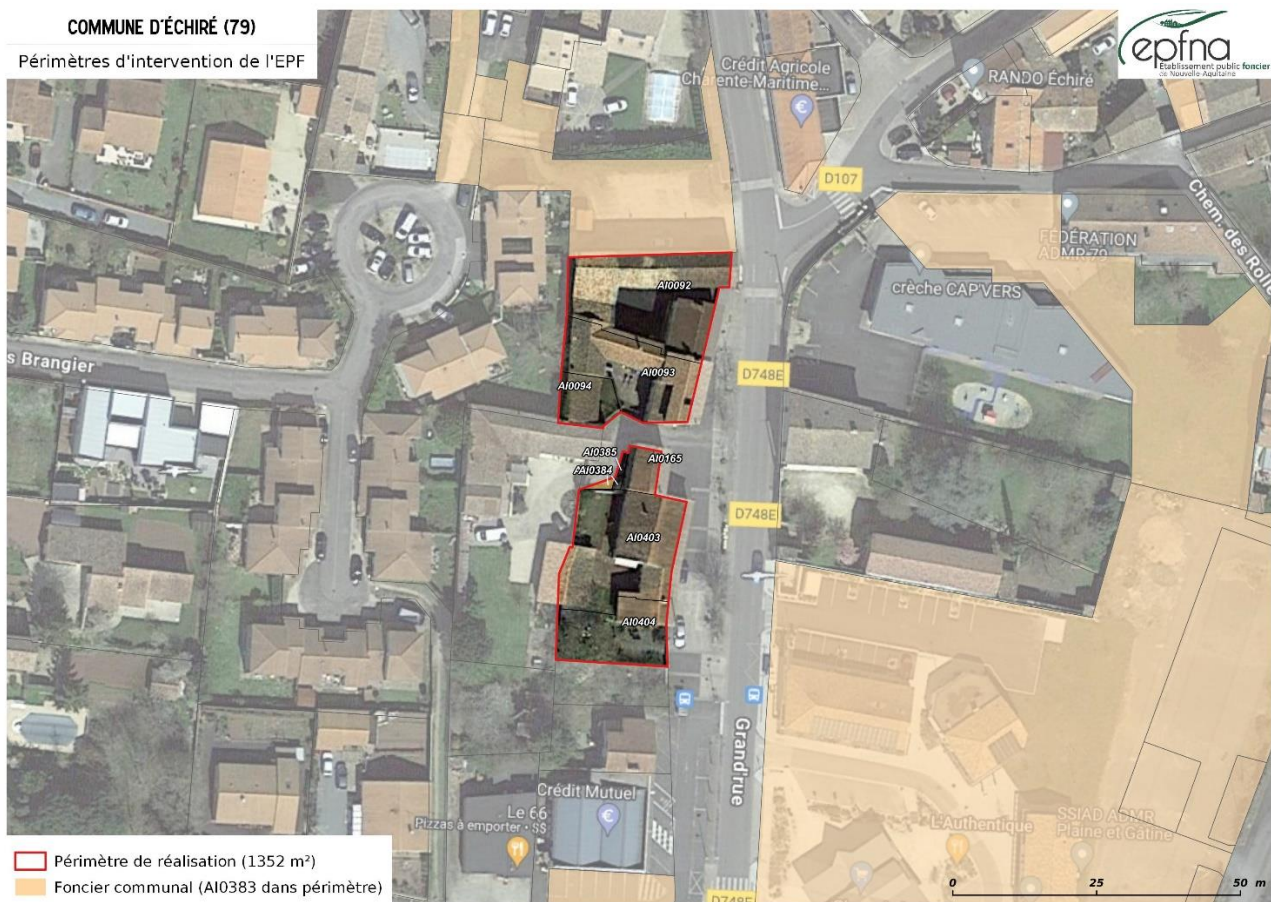 COMMUNE D'ÉCHIRÉ (79)
Périmètres d'intervention de l'EPF
epfna
Établissement public foncier
de Nouvelle-Aquitaine
Crédit Agricole
Charente-Maritime...
RANDO Échiré
D107
Chem. des Rolle
FÉDÉRATION
ADMR 79
crèche CAP'VERS
AI0092
s Brangier
D748E
AI0093
AI0094
AI0385
AI0165
AI0384
D748E
AI0403
AI0404
Grand'rue
Crédit Mutuel
Le 66
Pizzas à emporter • $$
L'Authentique
SSIAD ADMR
Plaine et Gâtine
D748E
Périmètre de réalisation (1352 m²)
Foncier communal (AI0383 dans périmètre)
0 25 50 m